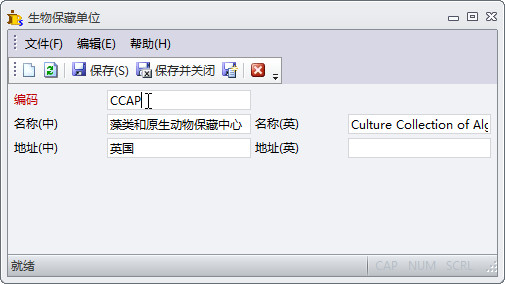 生物保藏单位
文件(F) 编辑(E) 帮助(H)
保存(S) 保存并关闭
编码 CCAP
名称(中) 藻类和原生动物保藏中心 名称(英) Culture Collection of Alg
地址(中) 英国 地址(英)
就绪 CAP NUM SCRL